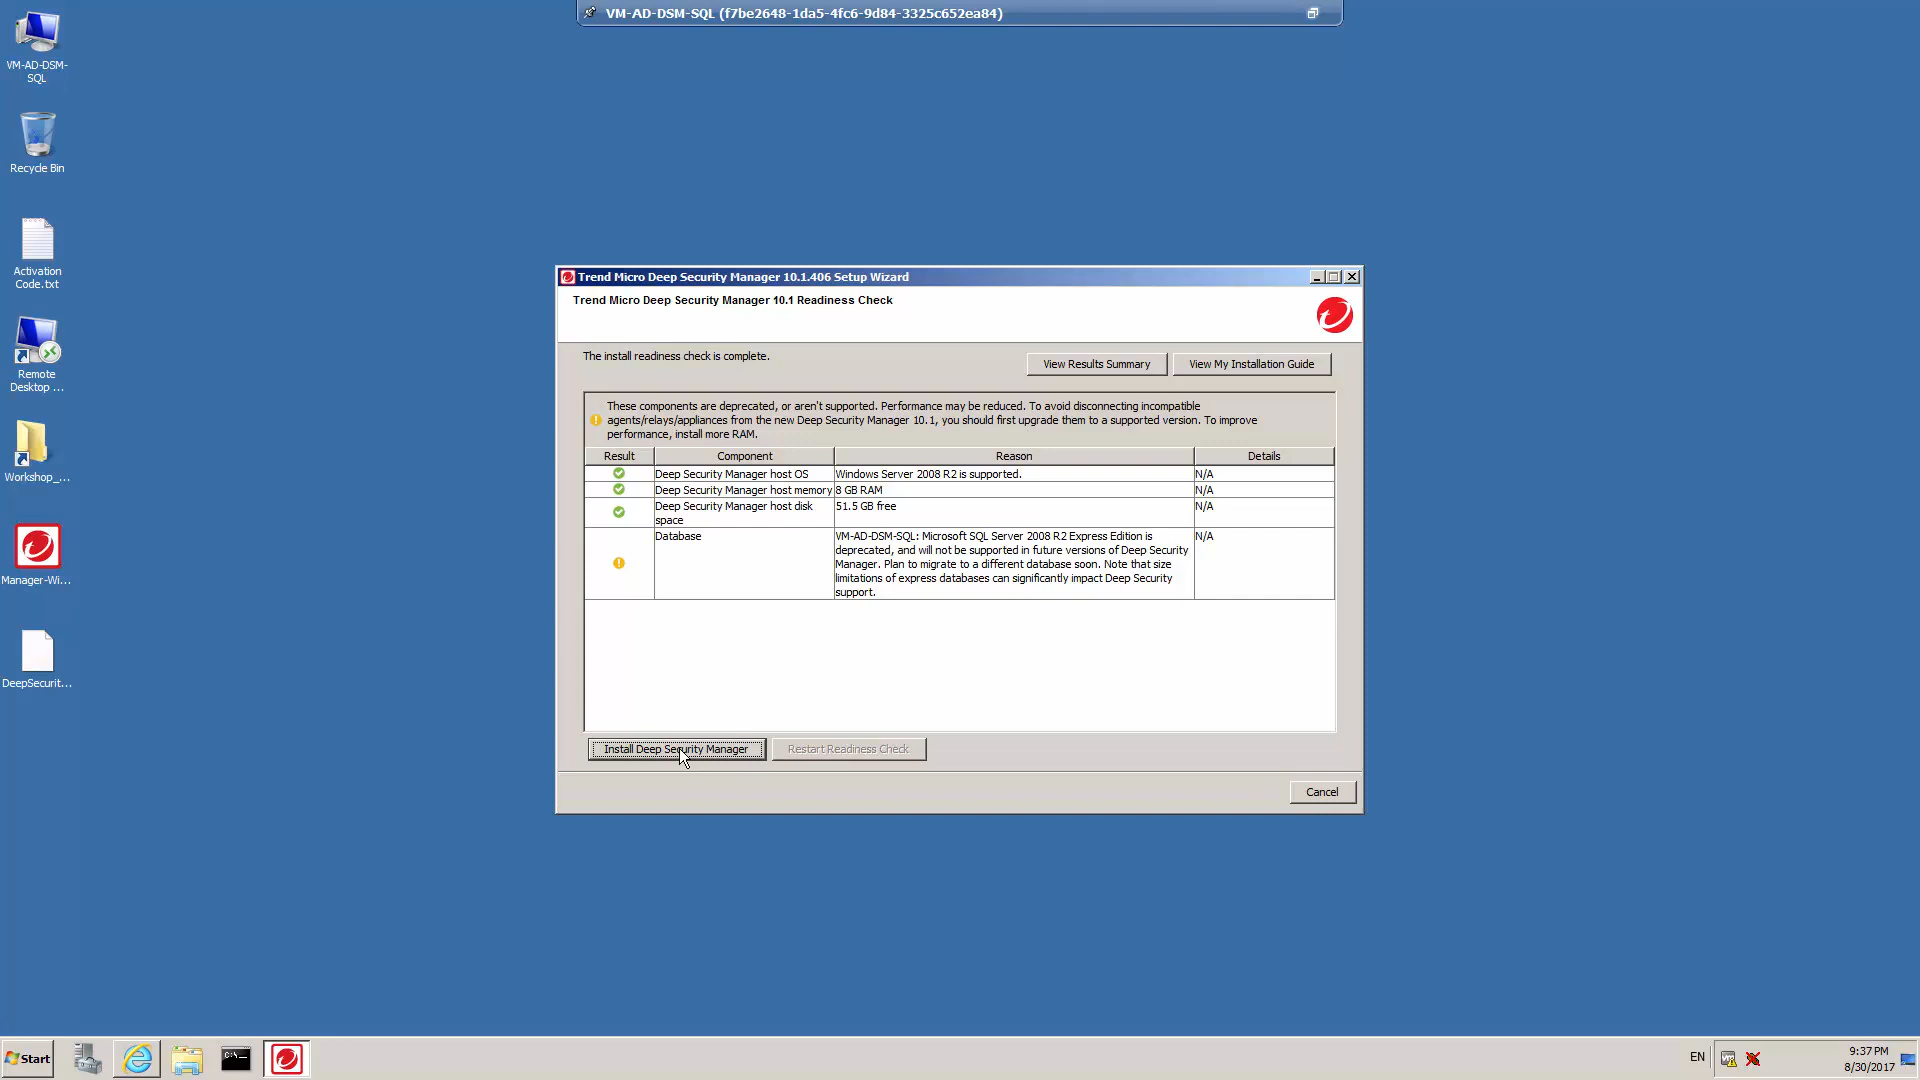 VM-AD-DSM-SQL (f7be2648-1da5-4fc6-9d84-3325c652ea84)
VM-AD-DSM-
SQL
Recycle Bin
Activation
Code.txt
Remote
Desktop ...
Workshop_...
Manager-Wi...
DeepSecurit...
Trend Micro Deep Security Manager 10.1.406 Setup Wizard
Trend Micro Deep Security Manager 10.1 Readiness Check
The install readiness check is complete.
View Results Summary
View My Installation Guide
These components are deprecated, or aren't supported. Performance may be reduced. To avoid disconnecting incompatible
agents/relays/appliances from the new Deep Security Manager 10.1, you should first upgrade them to a supported version. To improve
performance, install more RAM.
Result Component Reason Details
Deep Security Manager host OS Windows Server 2008 R2 is supported. N/A
Deep Security Manager host memory 8 GB RAM N/A
Deep Security Manager host disk 51.5 GB free N/A
space
Database VM-AD-DSM-SQL: Microsoft SQL Server 2008 R2 Express Edition is N/A
deprecated, and will not be supported in future versions of Deep Security
Manager. Plan to migrate to a different database soon. Note that size
limitations of express databases can significantly impact Deep Security
support.
Install Deep Security Manager
Restart Readiness Check
Cancel
Start
C:\_
EN
9:37 PM
8/30/2017